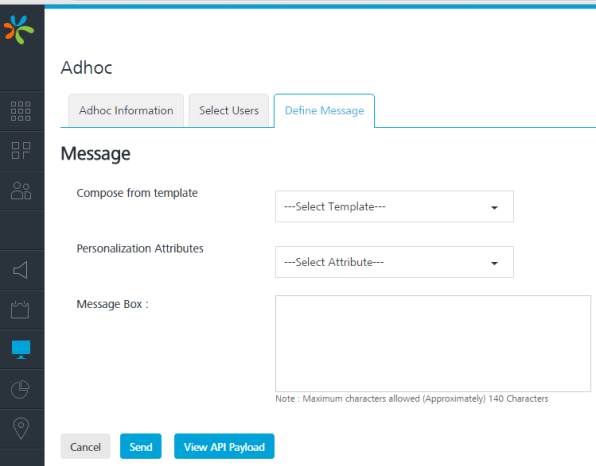 Adhoc
Adhoc Information Select Users Define Message
Message
Compose from template
---Select Template---
Personalization Attributes
---Select Attribute---
Message Box :
Note : Maximum characters allowed (Approximately) 140 Characters
Cancel Send View API Payload